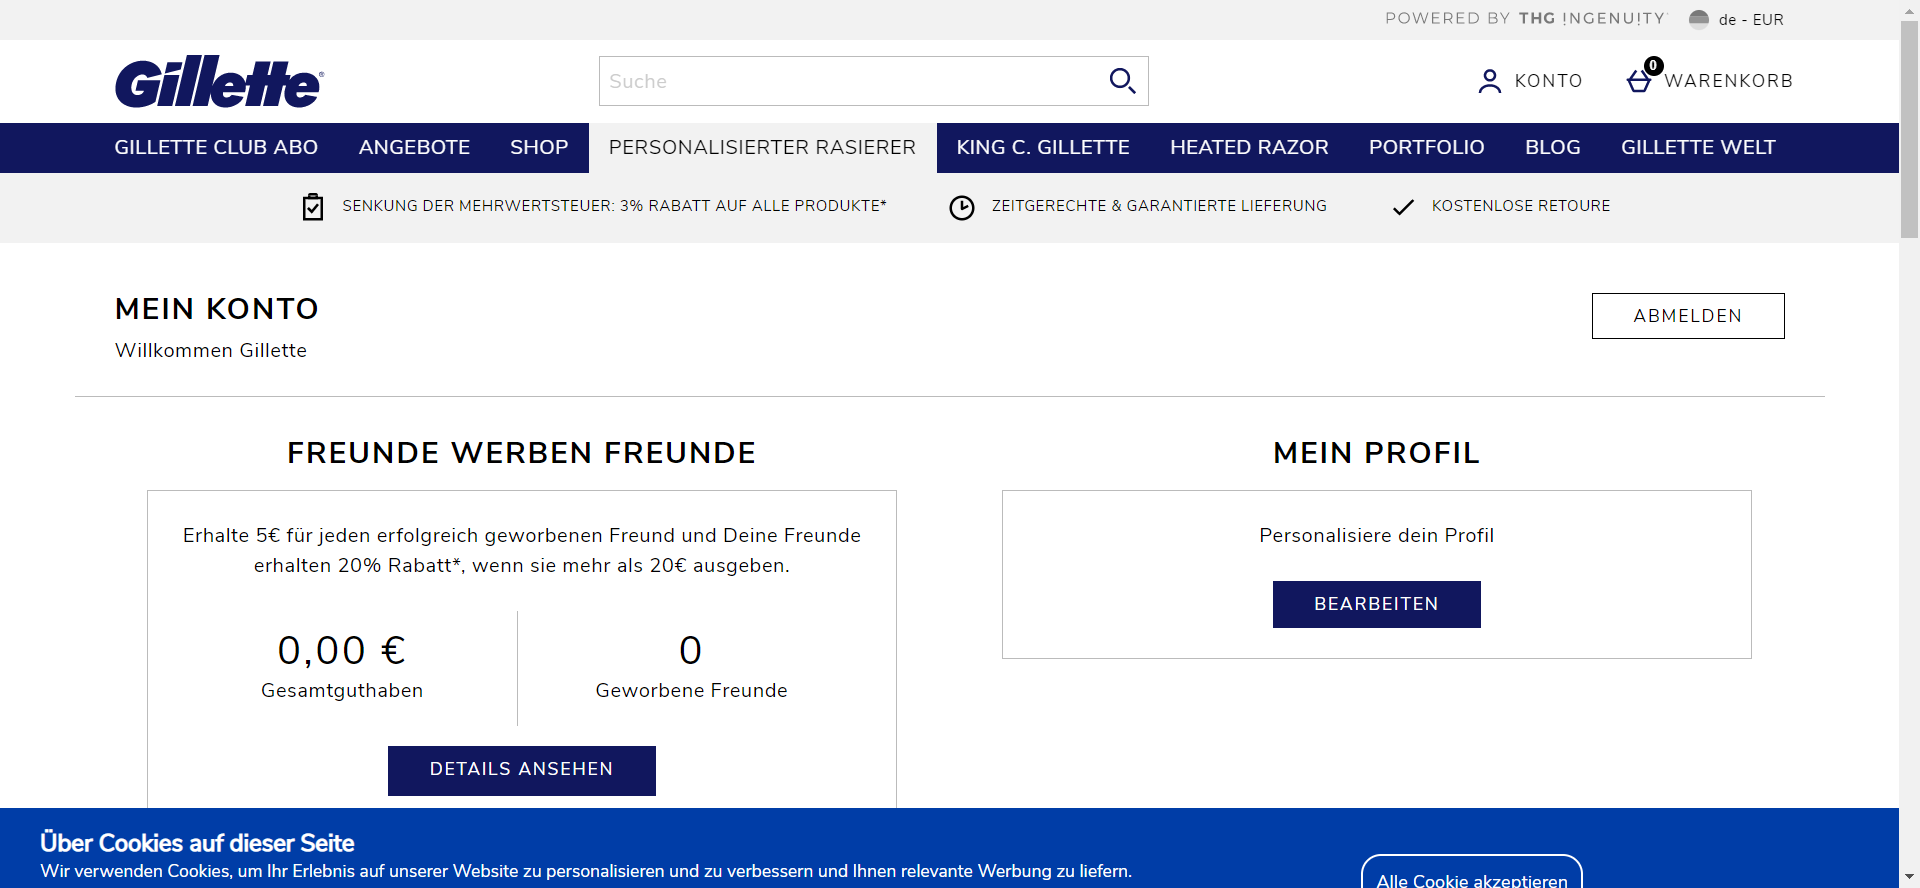 POWERED BY THG !NGENU!TY
de - EUR
Gillette
Suche
KONTO
0
WARENKORB
GILLETTE CLUB ABO
ANGEBOTE
SHOP
PERSONALISIERTER RASIERER
KING C. GILLETTE
HEATED RAZOR
PORTFOLIO
BLOG
GILLETTE WELT
SENKUNG DER MEHRWERTSTEUER: 3% RABATT AUF ALLE PRODUKTE*
ZEITGERECHTE & GARANTIERTE LIEFERUNG
KOSTENLOSE RETOURE
MEIN KONTO
ABMELDEN
Willkommen Gillette
FREUNDE WERBEN FREUNDE
Erhalte 5€ für jeden erfolgreich geworbenen Freund und Deine Freunde
erhalten 20% Rabatt*, wenn sie mehr als 20€ ausgeben.
0,00 €
Gesamtguthaben
0
Geworbene Freunde
DETAILS ANSEHEN
MEIN PROFIL
Personalisiere dein Profil
BEARBEITEN
Über Cookies auf dieser Seite
Wir verwenden Cookies, um Ihr Erlebnis auf unserer Website zu personalisieren und zu verbessern und Ihnen relevante Werbung zu liefern.
Alle Cookie akzeptieren